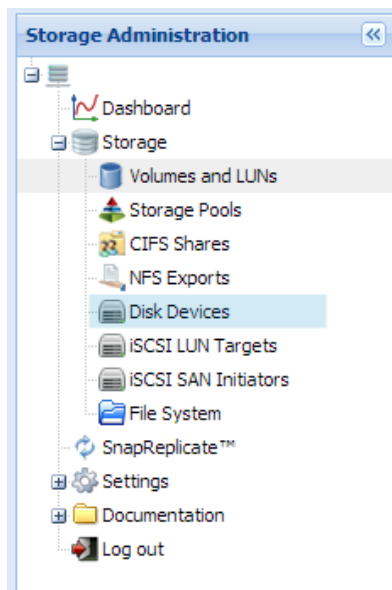 Storage Administration
Dashboard
Storage
Volumes and LUNs
Storage Pools
CIFS Shares
NFS Exports
Disk Devices
iSCSI LUN Targets
iSCSI SAN Initiators
File System
SnapReplicate™
Settings
Documentation
Log out